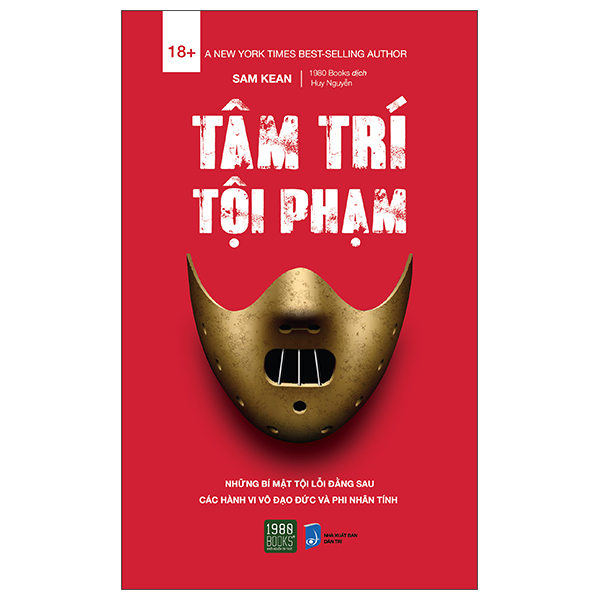 18+
A NEW YORK TIMES BEST-SELLING AUTHOR
SAM KEAN
1980 Books dịch
Huy Nguyễn
TÂM TRÍ
TỘI PHẠM
NHỮNG BÍ MẬT TỘI LỖI ĐẰNG SAU
CÁC HÀNH VI VÔ ĐẠO ĐỨC VÀ PHI NHÂN TÍNH
1980
BOOKS
NHÀ XUẤT BẢN
DÂN TRÍ